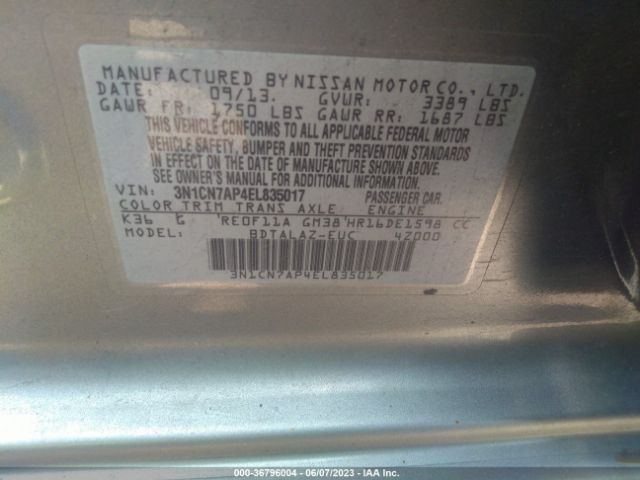 MANUFACTURED BY NISSAN MOTOR CO., LTD.
DATE: 09/13. GVWR: 3389 LBS
GAWR FR: 1750 LBS GAWR RR: 1687 LBS
THIS VEHICLE CONFORMS TO ALL APPLICABLE FEDERAL MOTOR
VEHICLE SAFETY, BUMPER AND THEFT PREVENTION STANDARDS
IN EFFECT ON THE DATE OF MANUFACTURE SHOWN ABOVE.
SEE OWNER'S MANUAL AND
VIN: 3N1CN7AP4EL835017 PASSENGER CAR.
COLOR TRIM TRANS AXLE ENGINE
K36 G 'RE0F11A GM38'HR16DE1598 CC
MODEL: BDTALAZ-EUC 42000
3N1CN7AP4EL835017
000-36796004 - 06/07/2023 - IAA Inc.